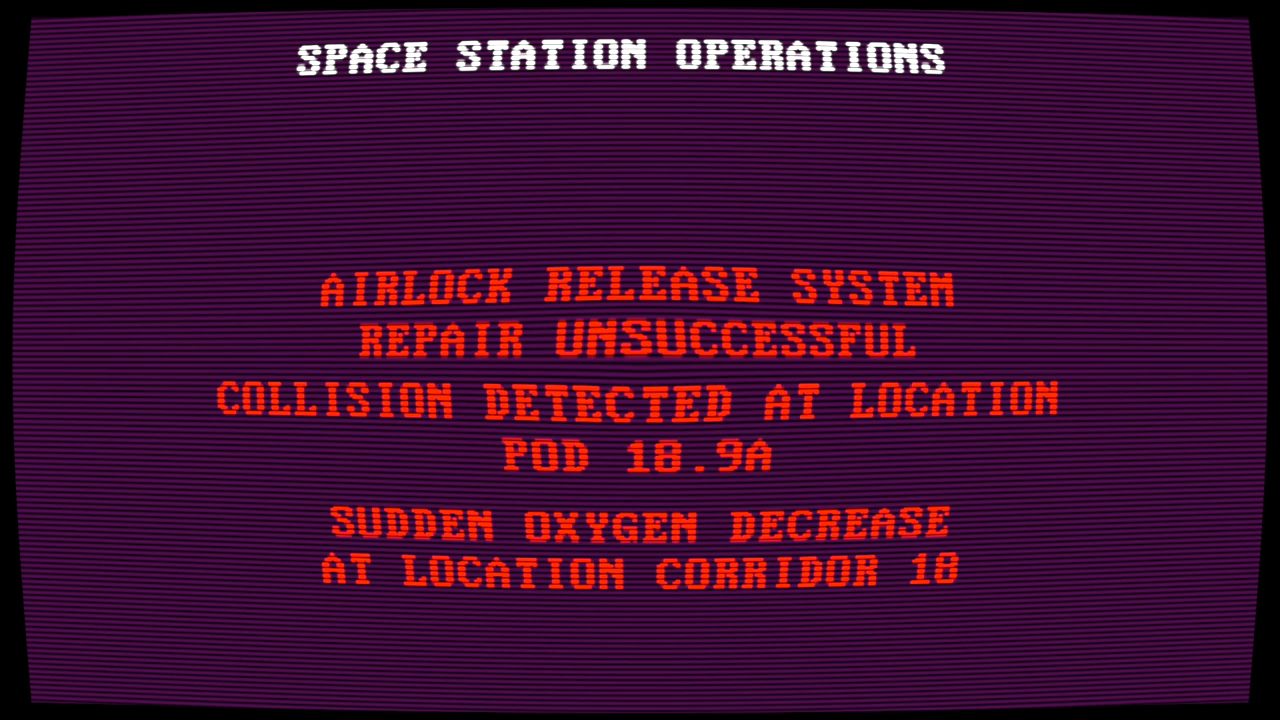 SPACE STATION OPERATIONS
AIRLOCK RELEASE SYSTEM
REPAIR UNSUCCESSFUL
COLLISION DETECTED AT LOCATION
POD 18.9A
SUDDEN OXYGEN DECREASE
AT LOCATION CORRIDOR 18